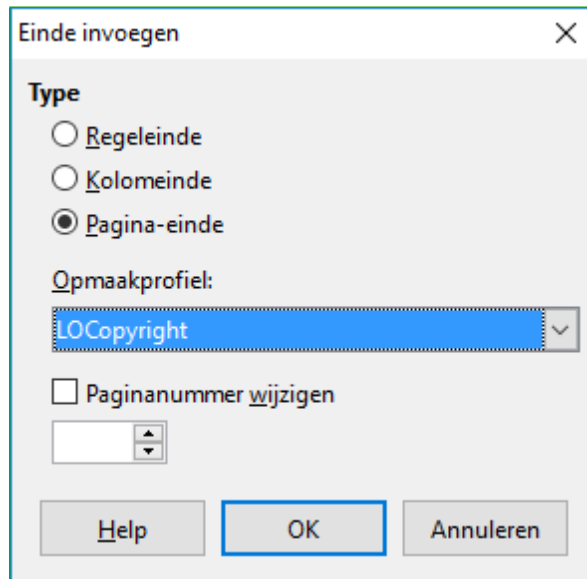 Einde invoegen
Type
Regeleinde
Kolomeinde
Pagina-einde
Opmaakprofiel:
LOCopyright
Paginanummer wijzigen
Help OK Annuleren